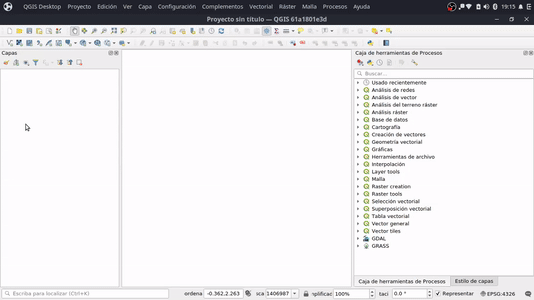 QGIS Desktop Proyecto Edición Ver Capa Configuración Complementos Vectorial Ráster Malla Procesos Ayuda 19:15
Proyecto sin título — QGIS 61a1801e3d
Capas
Caja de herramientas de Procesos
Buscar...
Usado recientemente
Análisis de redes
Análisis de vector
Análisis del terreno ráster
Análisis ráster
Base de datos
Cartografía
Creación de vectores
Geometría vectorial
Gráficas
Herramientas de archivo
Interpolación
Layer tools
Malla
Raster creation
Raster tools
Selección vectorial
Superposición vectorial
Tabla vectorial
Vector general
Vector tiles
GDAL
GRASS
Caja de herramientas de Procesos Estilo de capas
Escriba para localizar (Ctrl+K) ordena -0.362,2.263 ica 1406987 nplificac 100% taci 0.0 ° Representar EPSG:4326